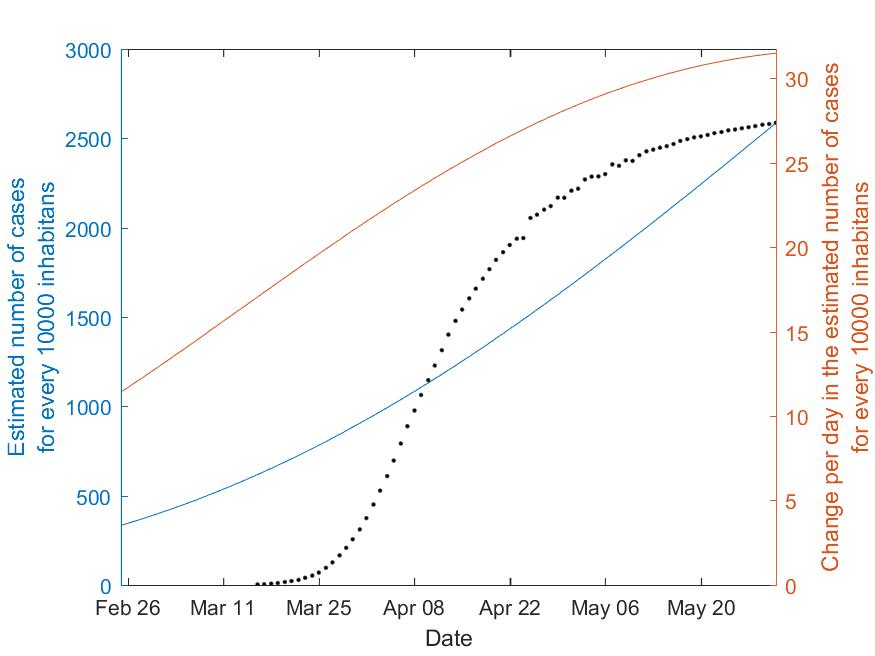 3000
2500
2000
1500
1000
500
0
Estimated number of cases
for every 10000 inhabitans
Feb 26
Mar 11
Mar 25
Apr 08
Apr 22
May 06
May 20
Date
30
25
20
15
10
5
0
Change per day in the estimated number of cases
for every 10000 inhabitans